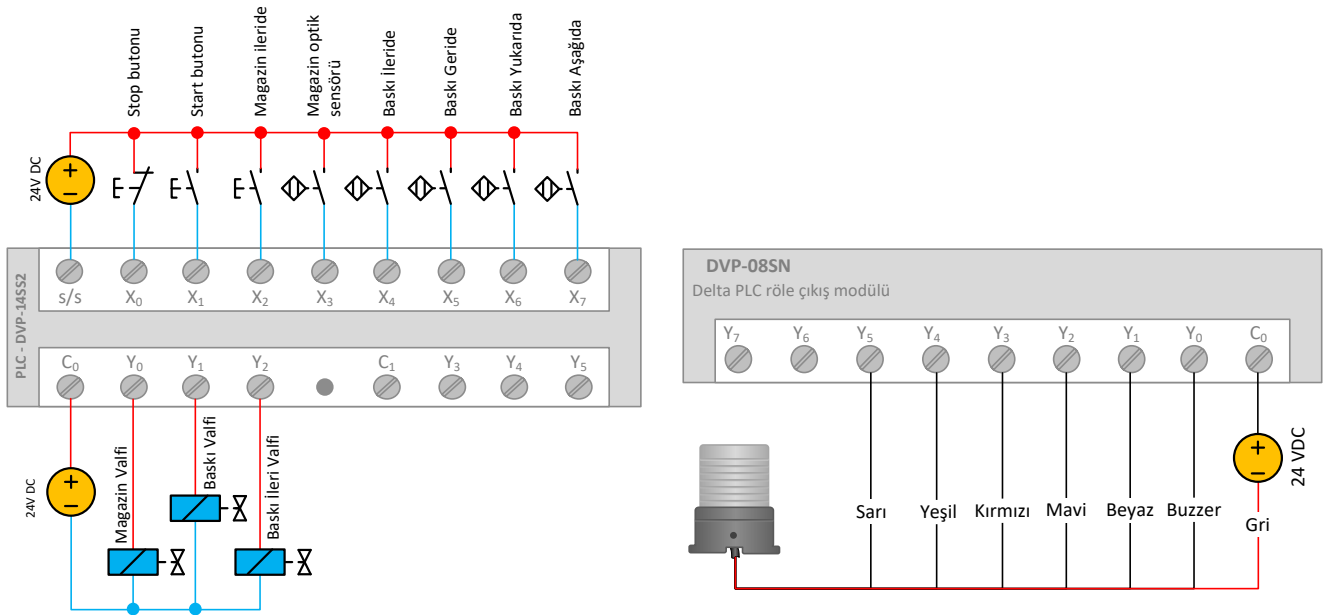 Stop butonu
Start butonu
Magazin ileride
Magazin optik
sensörü
Baskı İleride
Baskı Geride
Baskı Yukarıda
Baskı Aşağıda
24V DC
+
−
PLC - DVP-14SS2
s/s
X0
X1
X2
X3
X4
X5
X6
X7
C0
Y0
Y1
Y2
C1
Y3
Y4
Y5
24V DC
+
−
Magazin Valfi
Baskı Valfi
Baskı İleri Valfi
DVP-08SN
Delta PLC röle çıkış modülü
Y7
Y6
Y5
Y4
Y3
Y2
Y1
Y0
C0
+
−
24 VDC
Sarı
Yeşil
Kırmızı
Mavi
Beyaz
Buzzer
Gri